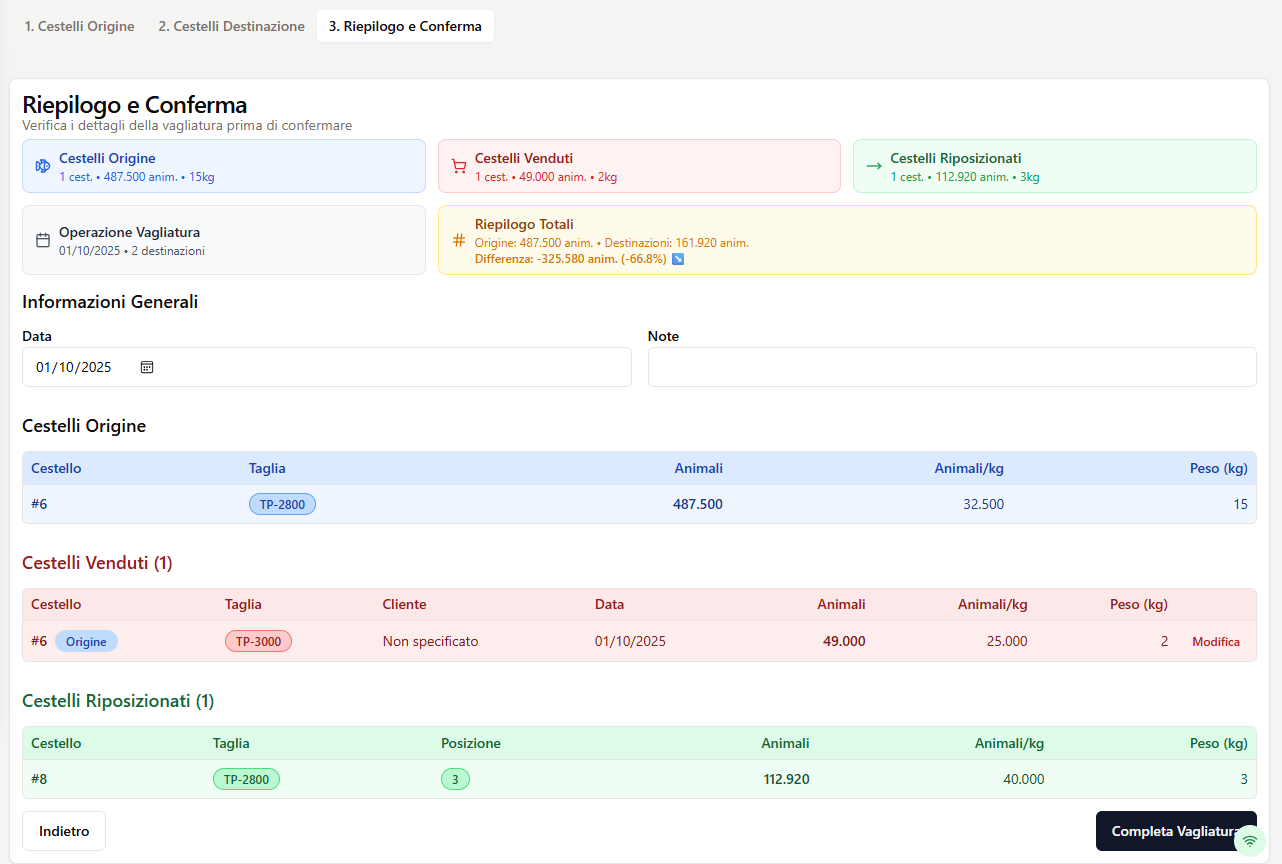 1. Cestelli Origine 2. Cestelli Destinazione 3. Riepilogo e Conferma
Riepilogo e Conferma
Verifica i dettagli della vagliatura prima di confermare
Cestelli Origine
1 cest. • 487.500 anim. • 15kg
Cestelli Venduti
1 cest. • 49.000 anim. • 2kg
Cestelli Riposizionati
1 cest. • 112.920 anim. • 3kg
Operazione Vagliatura
01/10/2025 • 2 destinazioni
Riepilogo Totali
Origine: 487.500 anim. • Destinazioni: 161.920 anim.
Differenza: -325.580 anim. (-66.8%) ↘️
Informazioni Generali
Data
01/10/2025
Note
Cestelli Origine
Cestello Taglia Animali Animali/kg Peso (kg)
#6 TP-2800 487.500 32.500 15
Cestelli Venduti (1)
Cestello Taglia Cliente Data Animali Animali/kg Peso (kg)
#6 Origine TP-3000 Non specificato 01/10/2025 49.000 25.000 2 Modifica
Cestelli Riposizionati (1)
Cestello Taglia Posizione Animali Animali/kg Peso (kg)
#8 TP-2800 3 112.920 40.000 3
Indietro
Completa Vagliatura